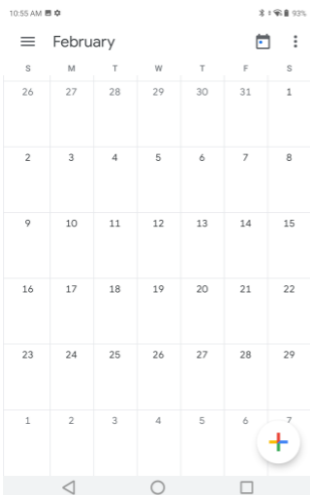 10:55 AM
93%
February
S M T W T F S
26 27 28 29 30 31 1
2 3 4 5 6 7 8
9 10 11 12 13 14 15
16 17 18 19 20 21 22
23 24 25 26 27 28 29
1 2 3 4 5 6 7